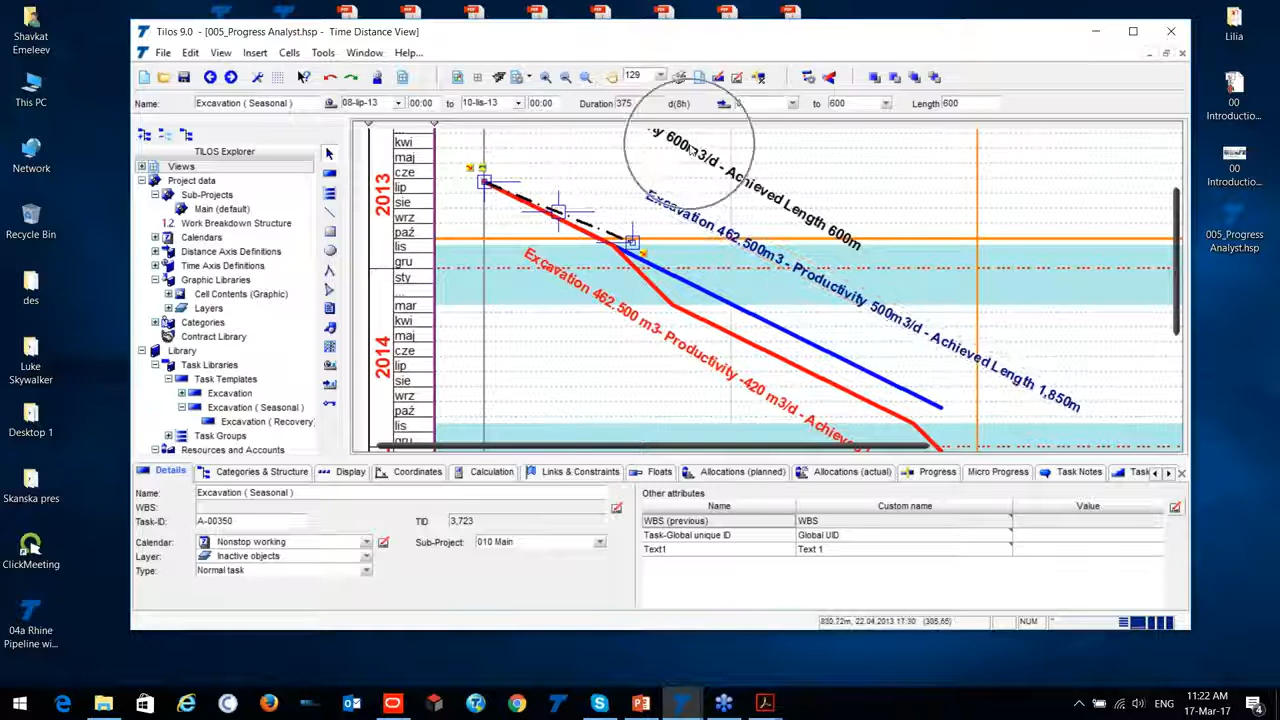 Shavkat
Emeleev
This PC
Network
Recycle Bin
des
Luke
Skywalker
Desktop 1
Skanska pres
ClickMeeting
04a Rhine
Pipeline wi...
Lilia
00
Introductio...
00
Introductio...
005_Progress
Analyst.hsp
Tilos 9.0 - [005_Progress Analyst.hsp - Time Distance View]
File Edit View Insert Cells Tools Window Help...
129
Name: Excavation ( Seasonal ) 08-lip-13 00:00 to 10-lis-13 00:00 Duration 375 d(8h) to 600 Length 600
TILOS Explorer
Views
Project data
Sub-Projects
Main (default)
Work Breakdown Structure
Calendars
Distance Axis Definitions
Time Axis Definitions
Graphic Libraries
Cell Contents (Graphic)
Layers
Categories
Contract Library
Library
Task Libraries
Task Templates
Excavation
Excavation ( Seasonal )
Excavation ( Recovery)
Task Groups
Resources and Accounts
2013
2014
kwi
maj
cze
lip
sie
wrz
paź
lis
gru
sty
...
mar
kwi
maj
cze
lip
sie
wrz
paź
lis
gru
y 600m3/d - Achieved Length 600m
Excavation 462.500m3 - Productivity 500m3/d - Achieved Length 1,850m
Excavation 462.500 m3- Productivity -420 m3/d - Achieve
Details Categories & Structure Display Coordinates Calculation Links & Constraints Floats Allocations (planned) Allocations (actual) Progress Micro Progress Task Notes Task
Name: Excavation ( Seasonal )
WBS:
Task-ID: A-00350 TID 3,723
Calendar: Nonstop working Sub-Project: 010 Main
Layer: Inactive objects
Type: Normal task
Other attributes
Name Custom name Value
WBS (previous) WBS
Task-Global unique ID Global UID
Text1 Text 1
NUM
11:22 AM
ENG
17-Mar-17
4